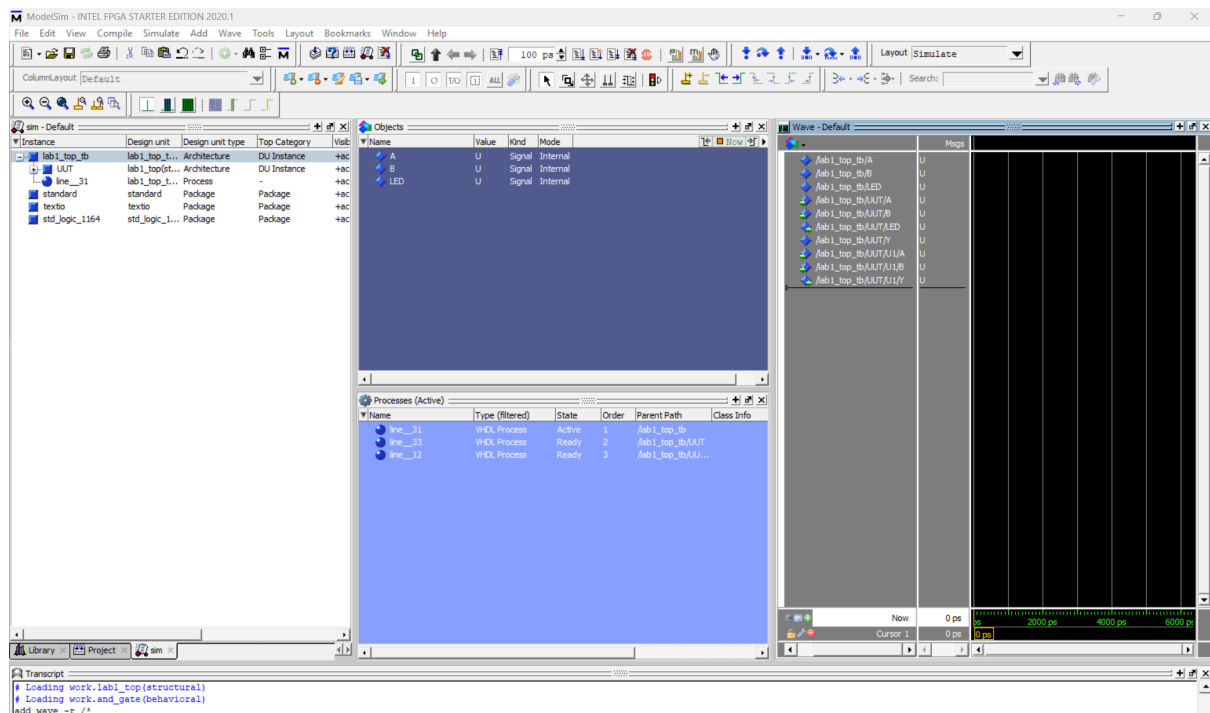 ModelSim - INTEL FPGA STARTER EDITION 2020.1
File Edit View Compile Simulate Add Wave Tools Layout Bookmarks Window Help
100 ps
Layout Simulate
ColumnLayout Default
Search:
sim - Default
Instance Design unit Design unit type Top Category Visib
lab1_top_tb lab1_top_t... Architecture DU Instance +ac
UUT lab1_top(st... Architecture DU Instance +ac
line__31 lab1_top_t... Process - +ac
standard standard Package Package +ac
textio textio Package Package +ac
std_logic_1164 std_logic_1... Package Package +ac
Library Project sim
Objects
Name Value Kind Mode Now
A U Signal Internal
B U Signal Internal
LED U Signal Internal
Processes (Active)
Name Type (filtered) State Order Parent Path Class Info
line__31 VHDL Process Active 1 /lab1_top_tb
line__33 VHDL Process Ready 2 /lab1_top_tb/UUT
line__12 VHDL Process Ready 3 /lab1_top_tb/UU...
Wave - Default
Msgs
/lab1_top_tb/A U
/lab1_top_tb/B U
/lab1_top_tb/LED U
/lab1_top_tb/UUT/A U
/lab1_top_tb/UUT/B U
/lab1_top_tb/UUT/LED U
/lab1_top_tb/UUT/Y U
/lab1_top_tb/UUT/U1/A U
/lab1_top_tb/UUT/U1/B U
/lab1_top_tb/UUT/U1/Y U
Now 0 ps
ps 2000 ps 4000 ps 6000 ps
Cursor 1 0 ps 0 ps
Transcript
# Loading work.lab1_top(structural)
# Loading work.and_gate(behavioral)
add wave -r /*